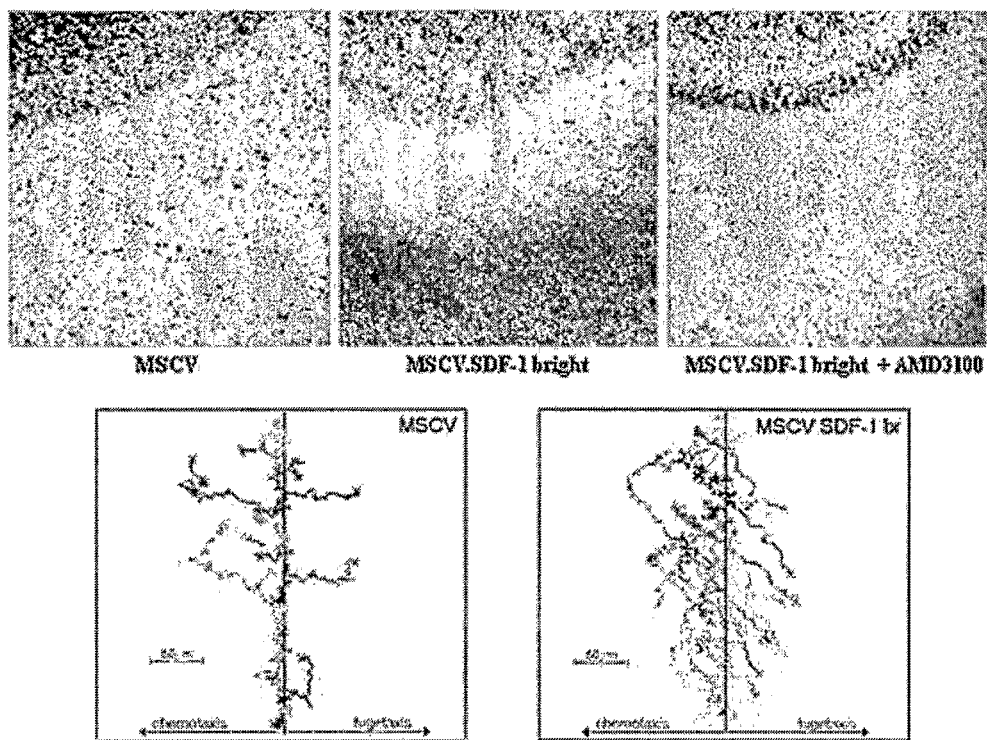 MSCV
MSCV.SDF-1 bright
MSCV.SDF-1 bright + AMD3100
MSCV
MSCV SDF-1 br
chemotaxis
fugetaxis
chemotaxis
fugetaxis